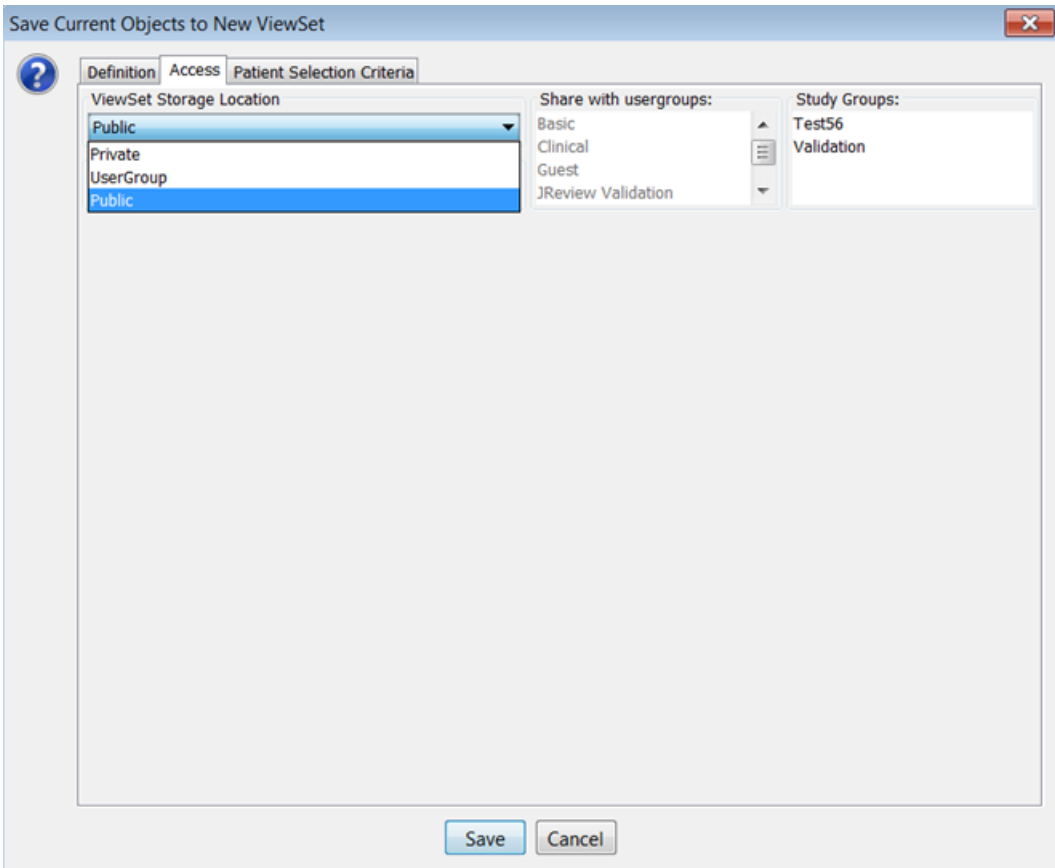 Save Current Objects to New ViewSet
?
Definition Access Patient Selection Criteria
ViewSet Storage Location
Public
Private
UserGroup
Public
Share with usergroups:
Basic
Clinical
Guest
JReview Validation
Study Groups:
Test56
Validation
Save Cancel